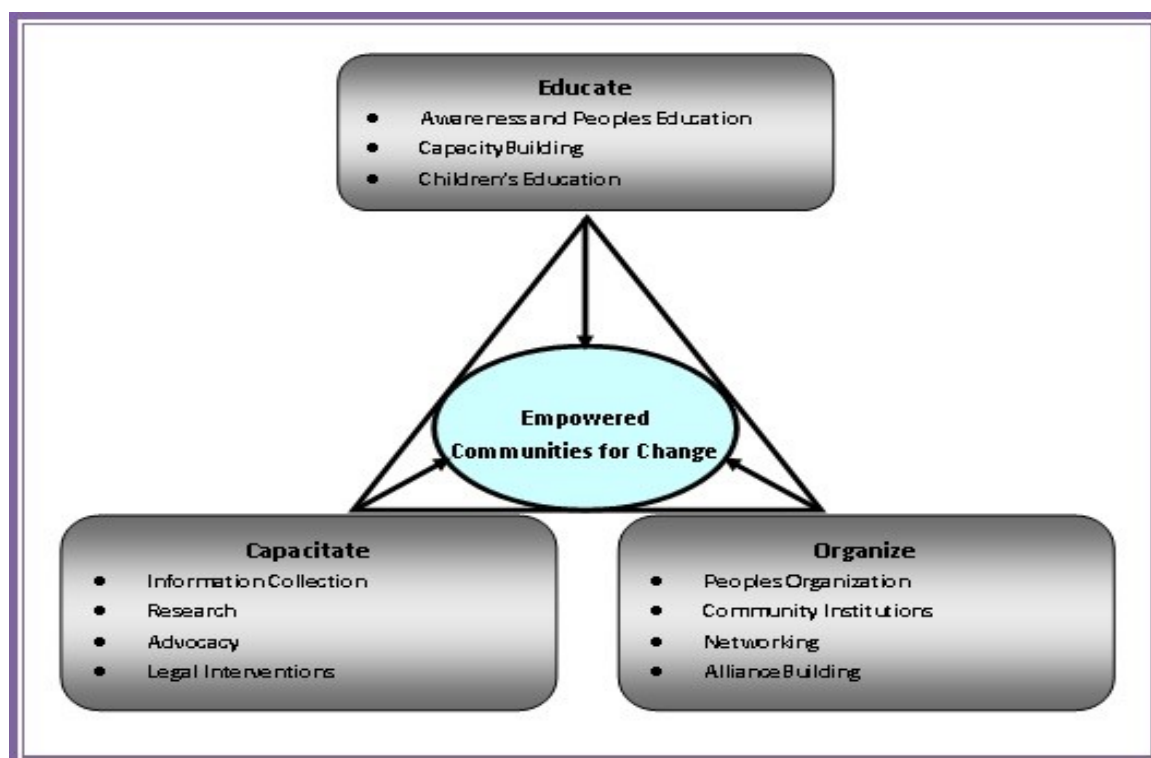 Educate
● Awareness and Peoples Education
● Capacity Building
● Children's Education
Empowered
Communities for Change
Capacitate
● Information Collection
● Research
● Advocacy
● Legal Interventions
Organize
● Peoples Organization
● Community Institutions
● Networking
● Alliance Building